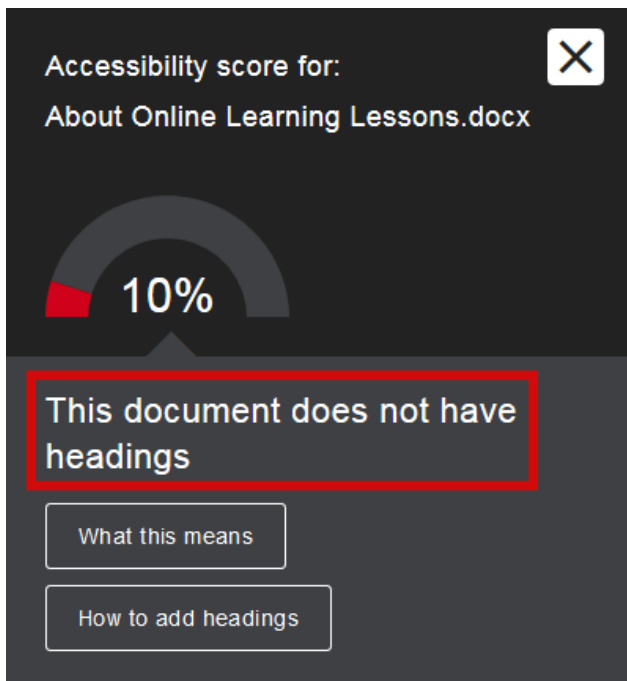 Accessibility score for:
About Online Learning Lessons.docx
10%
This document does not have
headings
What this means
How to add headings